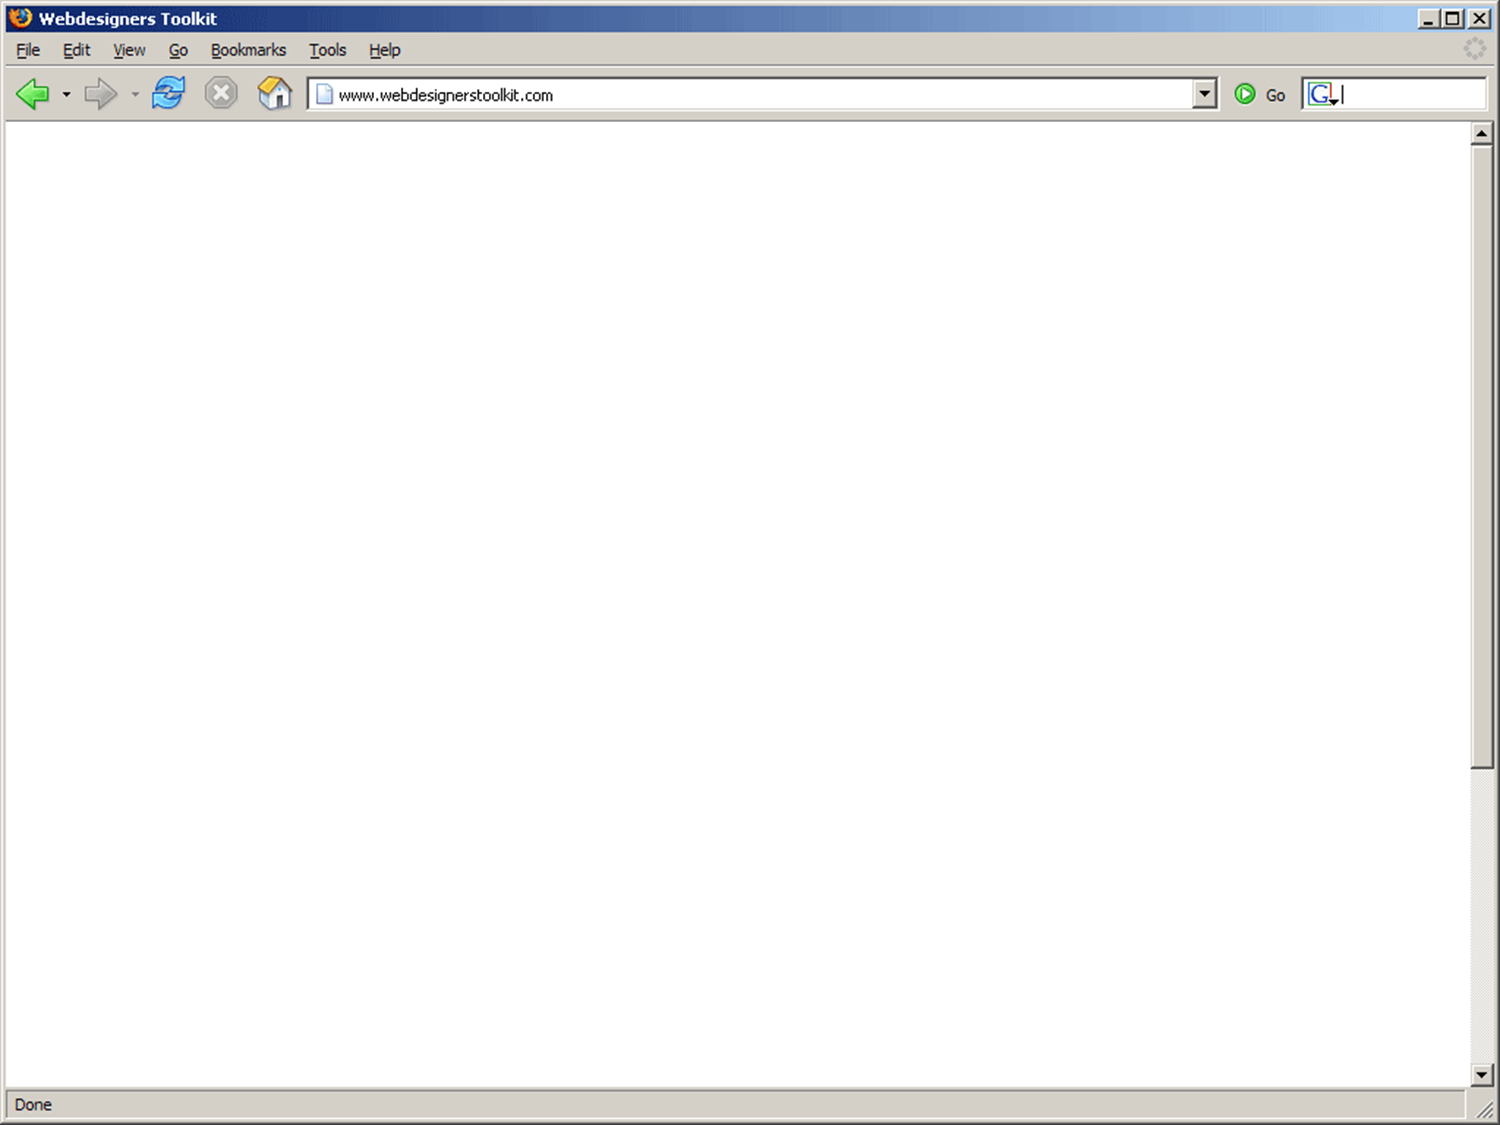 Webdesigners Toolkit
File Edit View Go Bookmarks Tools Help
www.webdesignerstoolkit.com Go G
Done